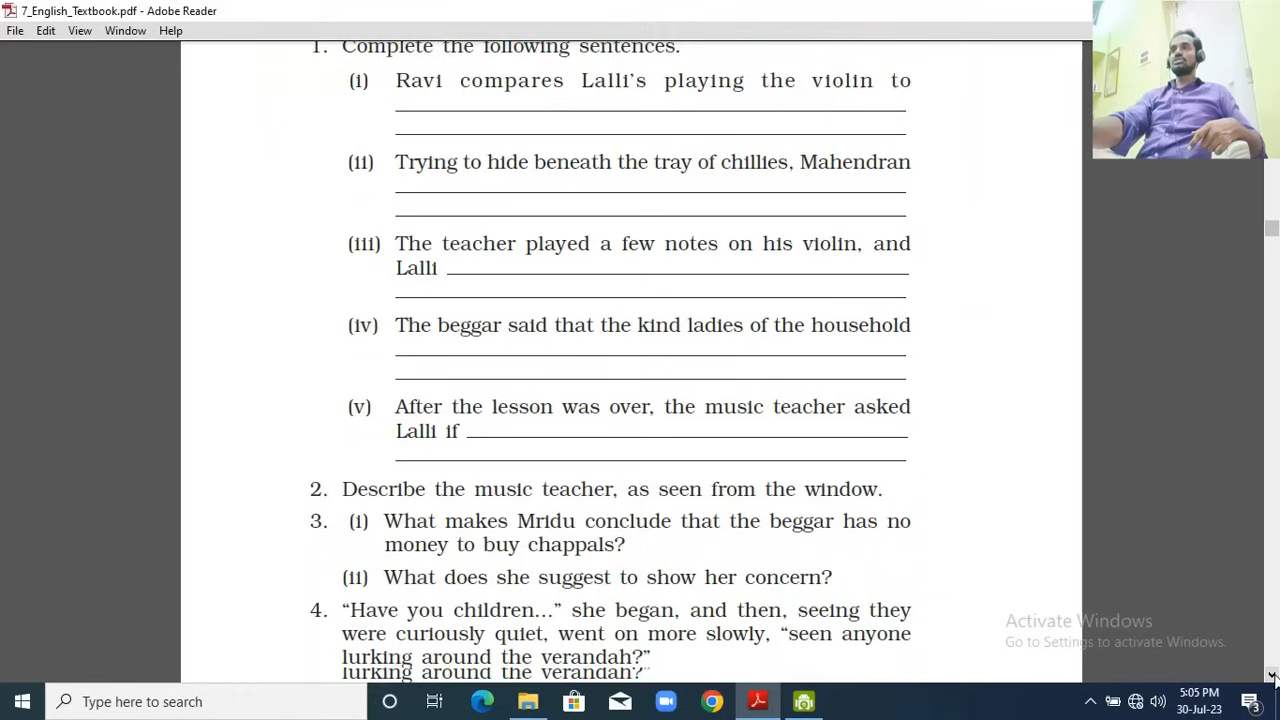 7_English_Textbook.pdf - Adobe Reader
File Edit View Window Help
1. Complete the following sentences.
(i) Ravi compares Lalli's playing the violin to
(ii) Trying to hide beneath the tray of chillies, Mahendran
(iii) The teacher played a few notes on his violin, and
Lalli
(iv) The beggar said that the kind ladies of the household
(v) After the lesson was over, the music teacher asked
Lalli if
2. Describe the music teacher, as seen from the window.
3. (i) What makes Mridu conclude that the beggar has no
money to buy chappals?
(ii) What does she suggest to show her concern?
4. “Have you children...” she began, and then, seeing they
were curiously quiet, went on more slowly, “seen anyone
lurking around the verandah?”
lurking around the verandah?”
Activate Windows
Go to Settings to activate Windows.
Type here to search
5:05 PM
30-Jul-23
3